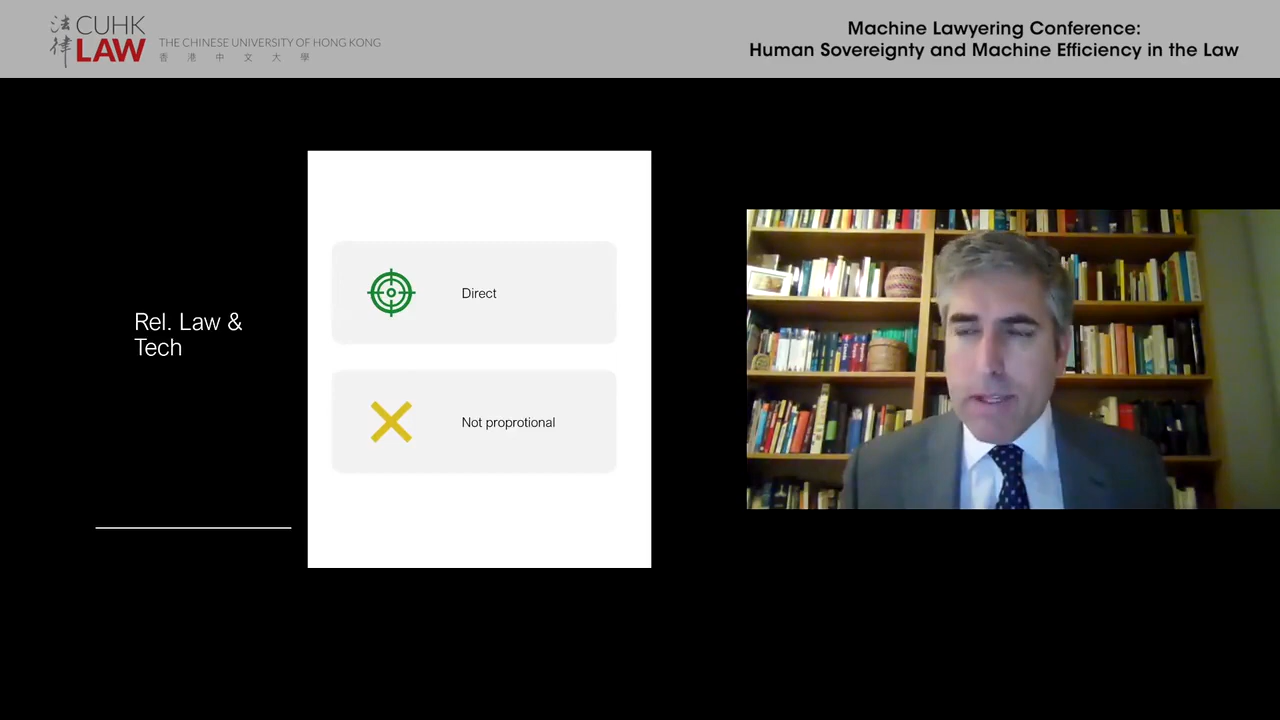 法律
CUHK
LAW
THE CHINESE UNIVERSITY OF HONG KONG
香港中文大學
Machine Lawyering Conference:
Human Sovereignty and Machine Efficiency in the Law
Rel. Law &
Tech
Direct
Not proprotional